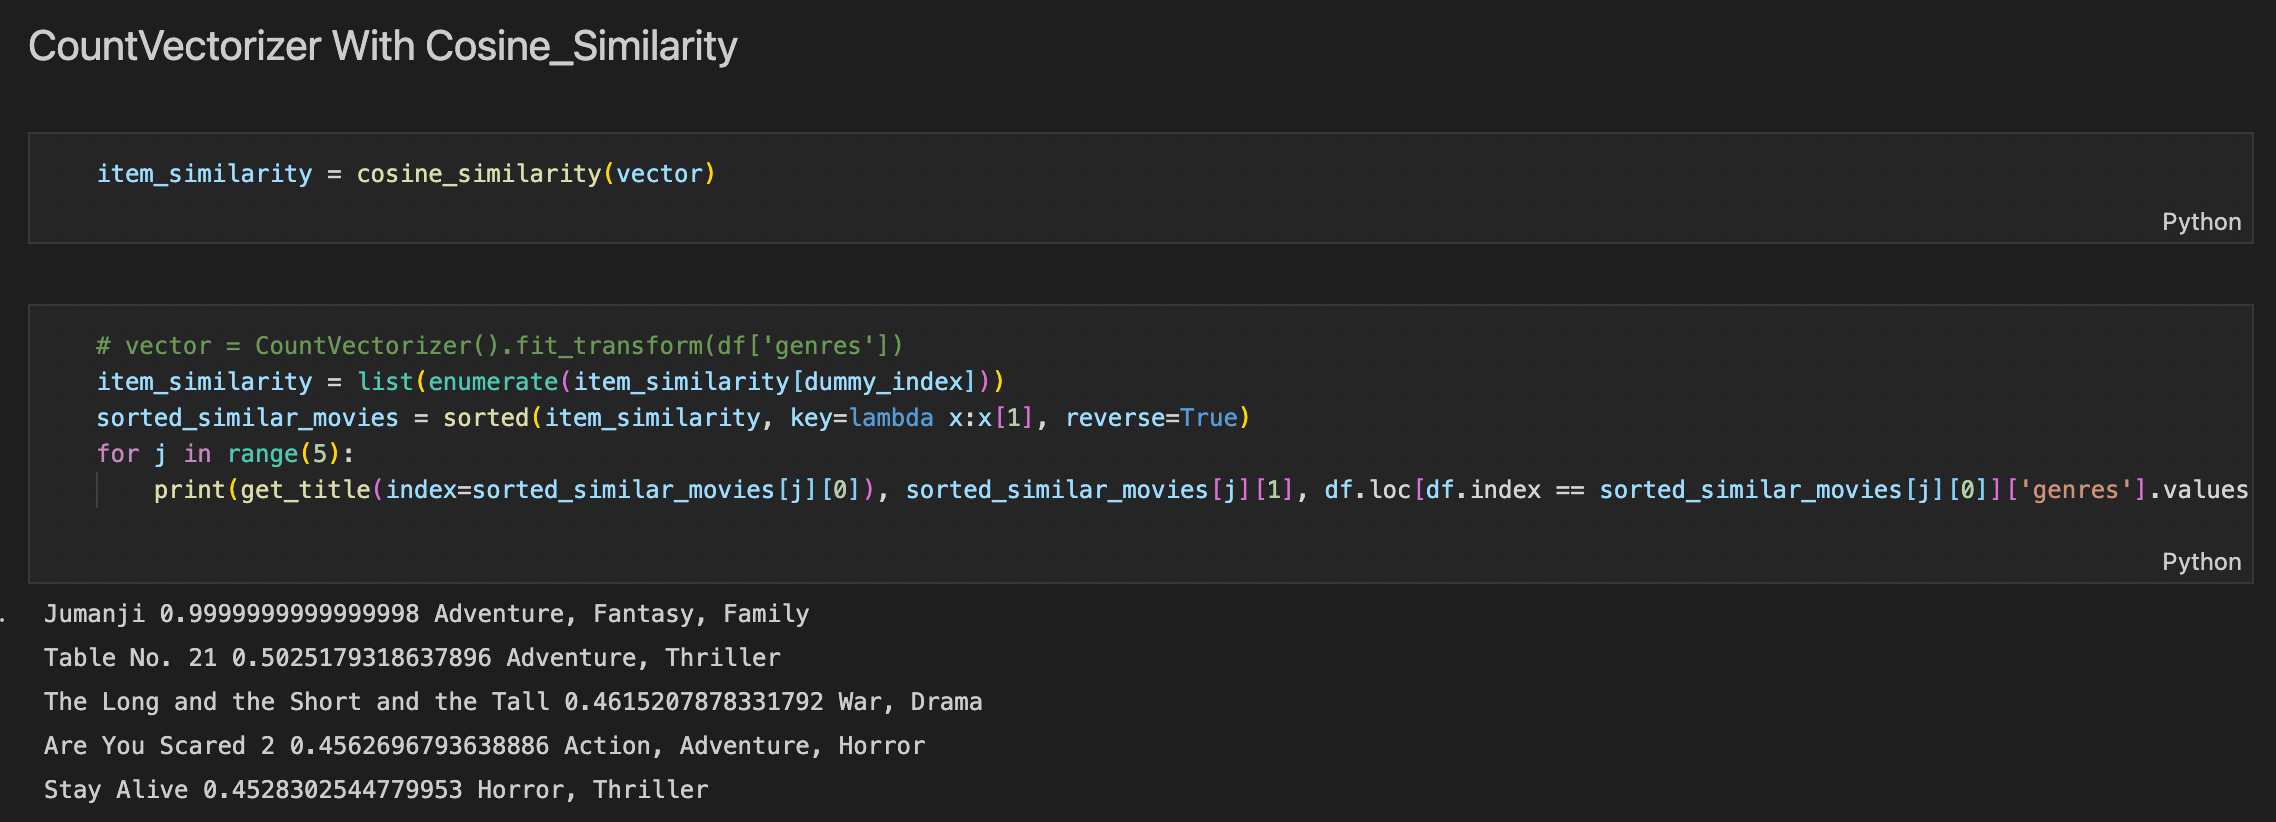 CountVectorizer With Cosine_Similarity
item_similarity = cosine_similarity(vector)
Python
# vector = CountVectorizer().fit_transform(df['genres'])
item_similarity = list(enumerate(item_similarity[dummy_index]))
sorted_similar_movies = sorted(item_similarity, key=lambda x:x[1], reverse=True)
for j in range(5):
    print(get_title(index=sorted_similar_movies[j][0]), sorted_similar_movies[j][1], df.loc[df.index == sorted_similar_movies[j][0]]['genres'].values
Python
Jumanji 0.9999999999999998 Adventure, Fantasy, Family
Table No. 21 0.5025179318637896 Adventure, Thriller
The Long and the Short and the Tall 0.4615207878331792 War, Drama
Are You Scared 2 0.4562696793638886 Action, Adventure, Horror
Stay Alive 0.4528302544779953 Horror, Thriller